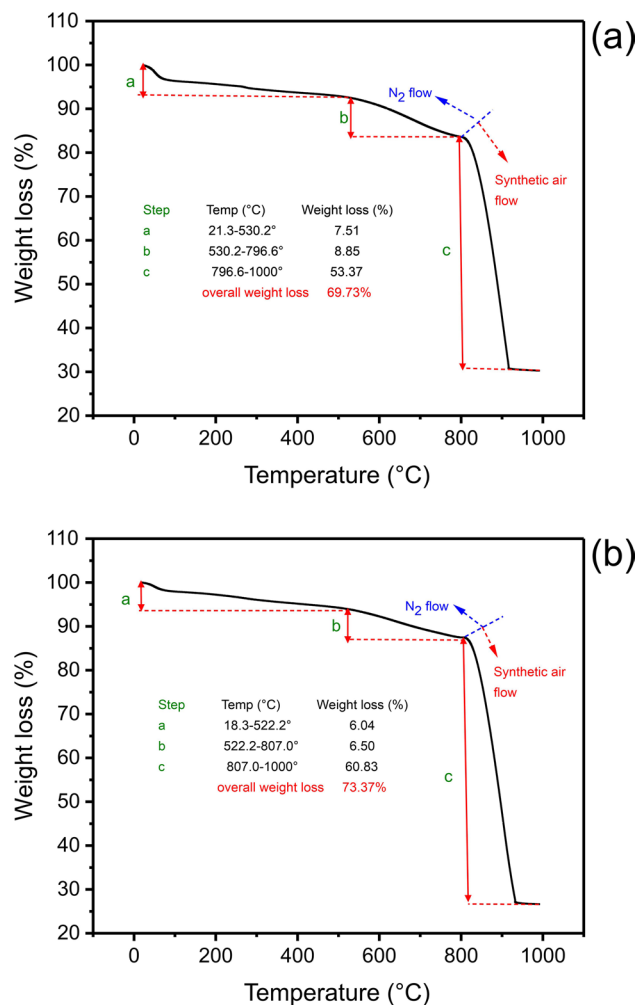 (a)
110
100
90
80
70
60
50
40
30
20
Weight loss (%)
a
b
c
N2 flow
Synthetic air
flow
Step Temp (°C) Weight loss (%)
a 21.3-530.2° 7.51
b 530.2-796.6° 8.85
c 796.6-1000° 53.37
overall weight loss 69.73%
0 200 400 600 800 1000
Temperature (°C)
(b)
110
100
90
80
70
60
50
40
30
20
Weight loss (%)
a
b
c
N2 flow
Synthetic air
flow
Step Temp (°C) Weight loss (%)
a 18.3-522.2° 6.04
b 522.2-807.0° 6.50
c 807.0-1000° 60.83
overall weight loss 73.37%
0 200 400 600 800 1000
Temperature (°C)